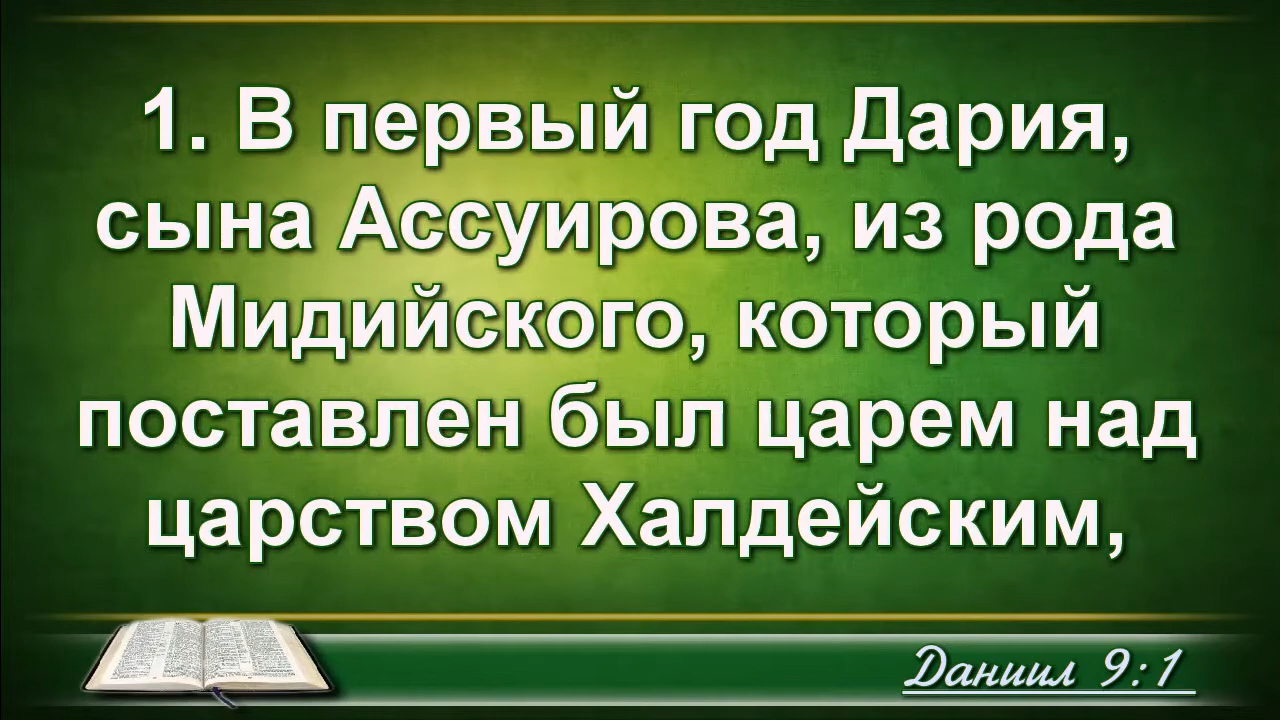 1. В первый год Дария,
сына Ассуирова, из рода
Мидийского, который
поставлен был царем над
царством Халдейским,
Даниил 9:1